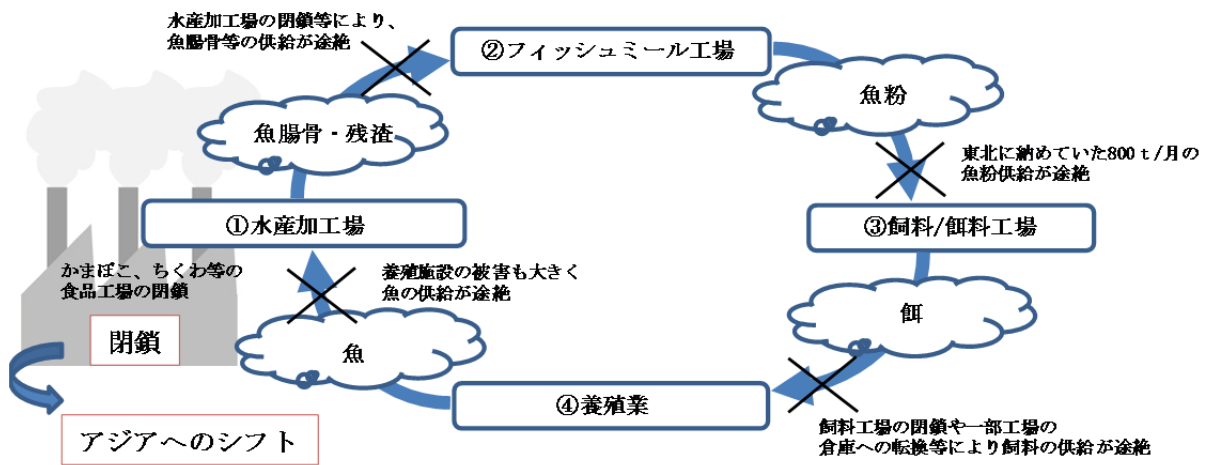 水産加工場の閉鎖等により、
魚腸骨等の供給が途絶
②フィッシュミール工場
魚粉
魚腸骨・残渣
東北に納めていた800ｔ/月の
魚粉供給が途絶
①水産加工場
③飼料/餌料工場
かまぼこ、ちくわ等の
食品工場の閉鎖
養殖施設の被害も大きく
魚の供給が途絶
餌
閉鎖
魚
④養殖業
飼料工場の閉鎖や一部工場の
倉庫への転換等により飼料の供給が途絶
アジアへのシフト